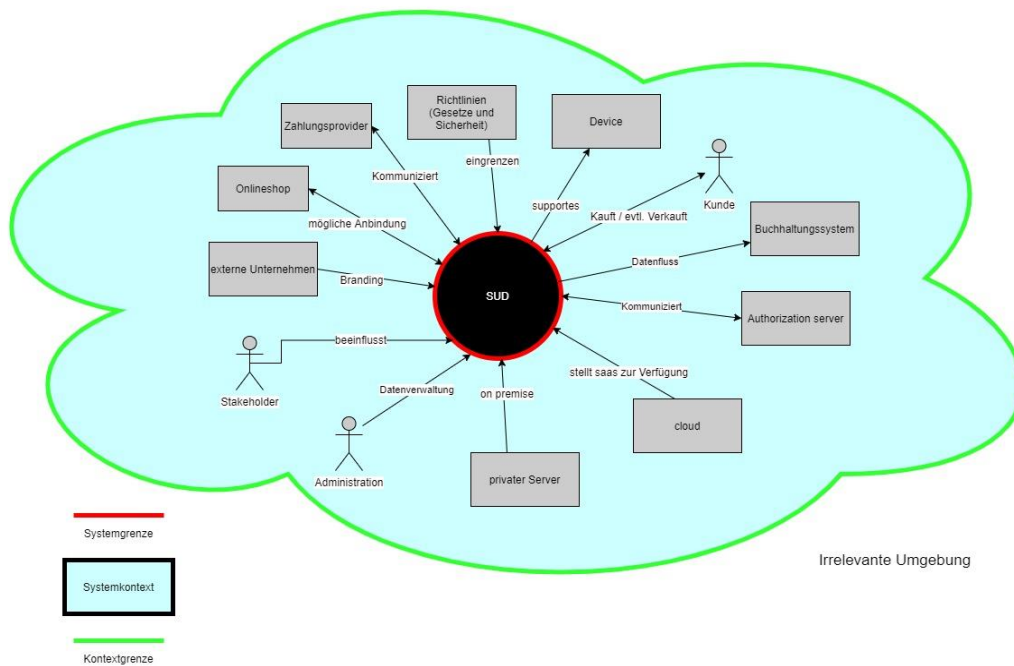 Richtlinien
(Gesetze und
Sicherheit)
Zahlungsprovider
Device
eingrenzen
Kommuniziert
Onlineshop
supportes
Kunde
mögliche Anbindung
Kauft / evtl. Verkauft
Buchhaltungssystem
externe Unternehmen
Branding
Datenfluss
SUD
Kommuniziert
Authorization server
beeinflusst
stellt saas zur Verfügung
Stakeholder
Datenverwaltung
on premise
cloud
Administration
privater Server
Systemgrenze
Irrelevante Umgebung
Systemkontext
Kontextgrenze